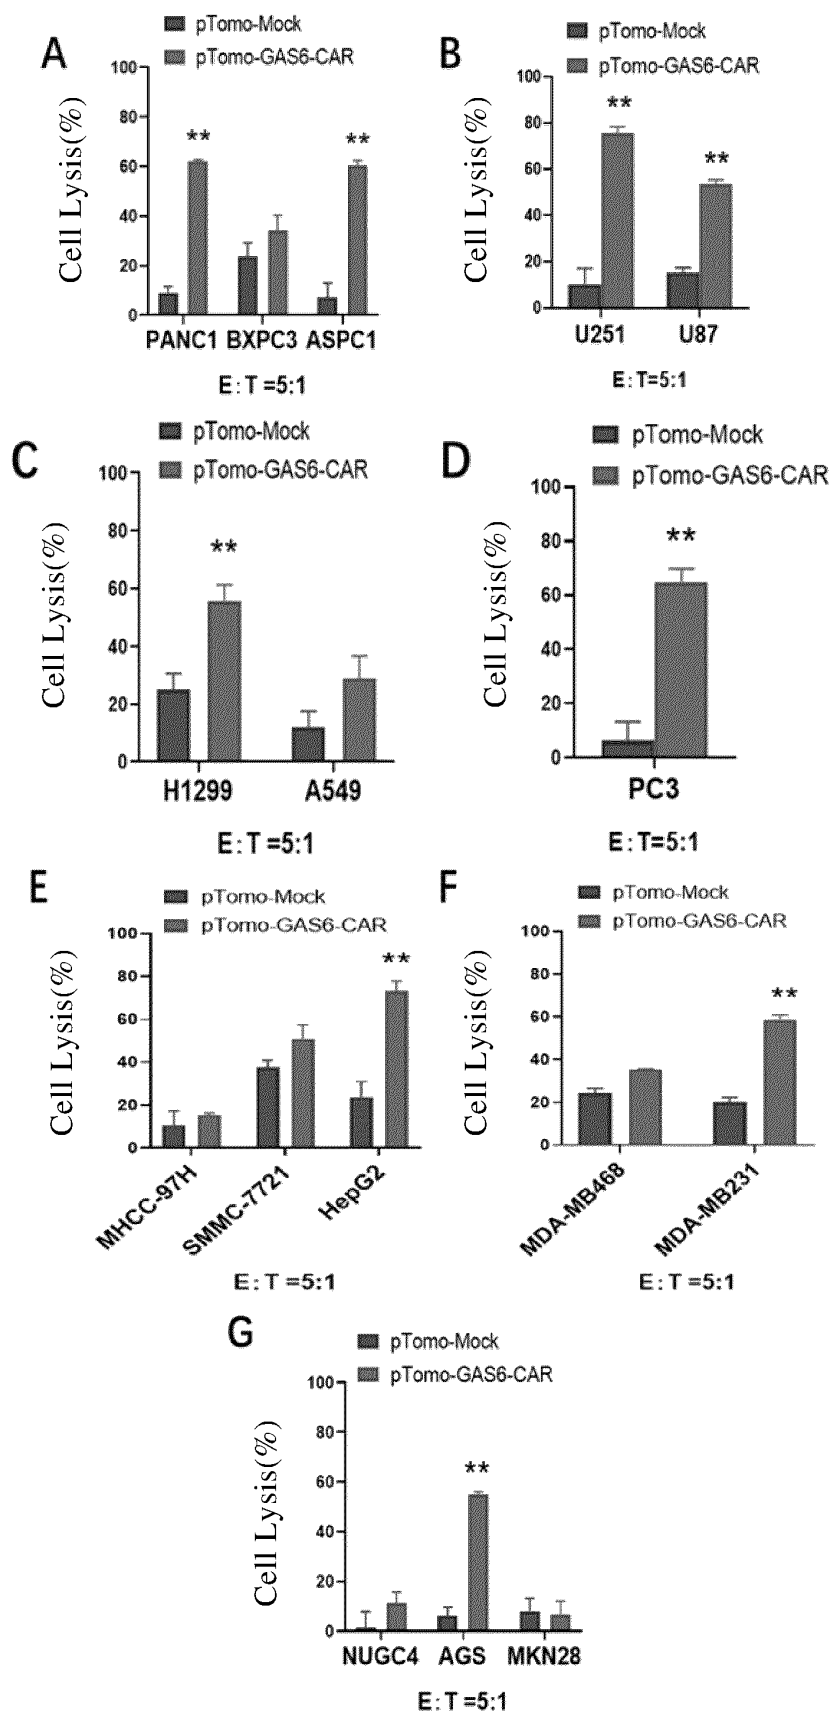 A
pTomo-Mock
pTomo-GAS6-CAR
Cell Lysis(%)
100
80
60
40
20
0
**
**
PANC1 BXPC3 ASPC1
E:T =5:1
B
pTomo-Mock
pTomo-GAS6-CAR
Cell Lysis(%)
100
80
60
40
20
0
**
**
U251 U87
E:T=5:1
C
pTomo-Mock
pTomo-GAS6-CAR
Cell Lysis(%)
100
80
60
40
20
0
**
H1299 A549
E:T =5:1
D
pTomo-Mock
pTomo-GAS6-CAR
Cell Lysis(%)
100
80
60
40
20
0
**
PC3
E:T=5:1
E
pTomo-Mock
pTomo-GAS6-CAR
Cell Lysis(%)
100
80
60
40
20
0
**
MHCC-97H
SMMC-7721
HepG2
E:T =5:1
F
pTomo-Mock
pTomo-GAS6-CAR
Cell Lysis(%)
100
80
60
40
20
0
**
MDA-MB468
MDA-MB231
E:T =5:1
G
pTomo-Mock
pTomo-GAS6-CAR
Cell Lysis(%)
100
80
60
40
20
0
**
NUGC4 AGS MKN28
E:T =5:1